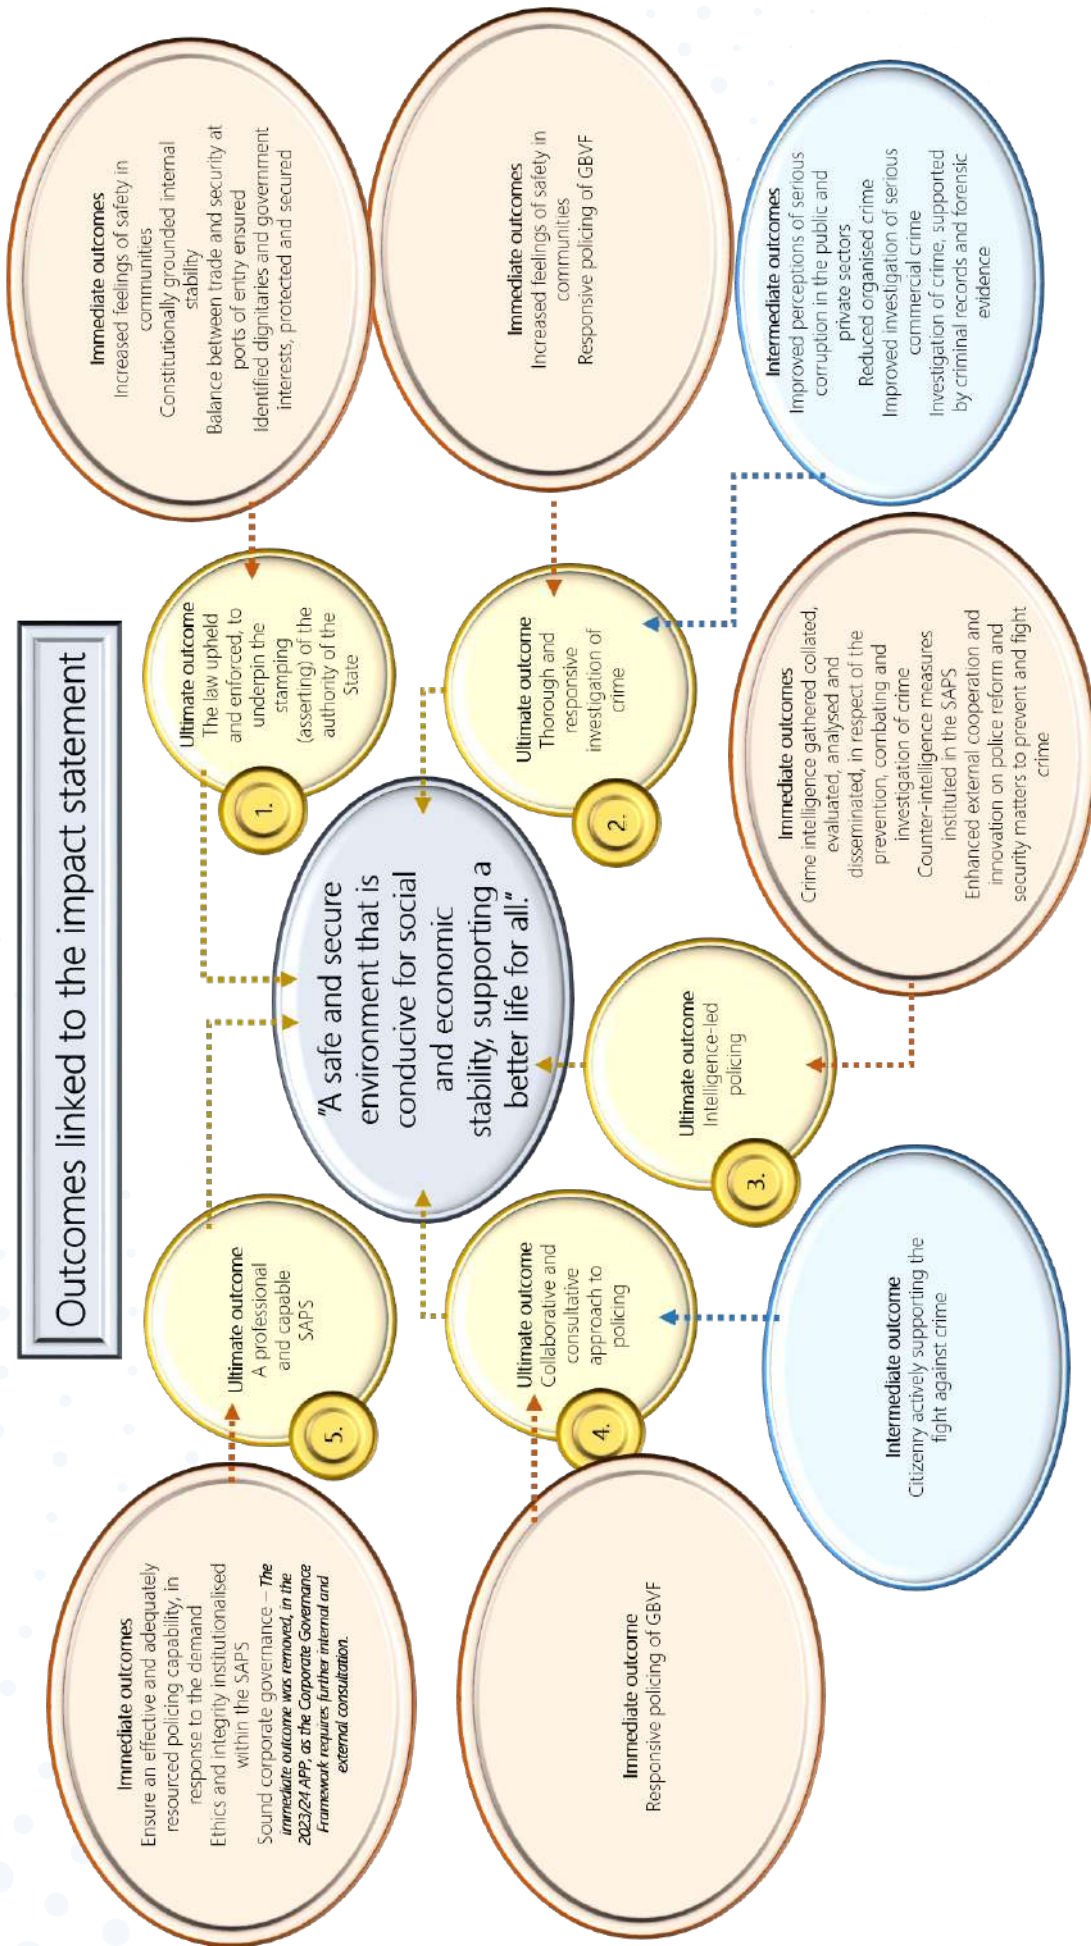 Outcomes linked to the impact statement
Immediate outcomes
Ensure an effective and adequately
resourced policing capability, in
response to the demand
Ethics and integrity institutionalised
within the SAPS
Sound corporate governance – The
immediate outcome was removed, in the
2023/24 APP, as the Corporate Governance
Framework requires further internal and
external consultation.
Ultimate outcome
A professional
and capable
SAPS
5.
Ultimate outcome
The law upheld
and enforced, to
underpin the
stamping
(asserting) of the
authority of the
State
1.
Immediate outcomes
Increased feelings of safety in
communities
Constitutionally grounded internal
stability
Balance between trade and security at
ports of entry ensured
Identified dignitaries and government
interests, protected and secured
"A safe and secure
environment that is
conducive for social
and economic
stability, supporting a
better life for all."
Immediate outcome
Responsive policing of GBVF
Ultimate outcome
Collaborative and
consultative
approach to
policing
4.
Ultimate outcome
Thorough and
responsive
investigation of
crime
2.
Immediate outcomes
Increased feelings of safety in
communities
Responsive policing of GBVF
Ultimate outcome
Intelligence-led
policing
3.
Intermediate outcome
Citizenry actively supporting the
fight against crime
Immediate outcomes
Crime intelligence gathered collated,
evaluated, analysed and
disseminated, in respect of the
prevention, combating and
investigation of crime
Counter-intelligence measures
instituted in the SAPS
Enhanced external cooperation and
innovation on police reform and
security matters to prevent and fight
crime
Intermediate outcomes
Improved perceptions of serious
corruption in the public and
private sectors
Reduced organised crime
Improved investigation of serious
commercial crime
Investigation of crime, supported
by criminal records and forensic
evidence